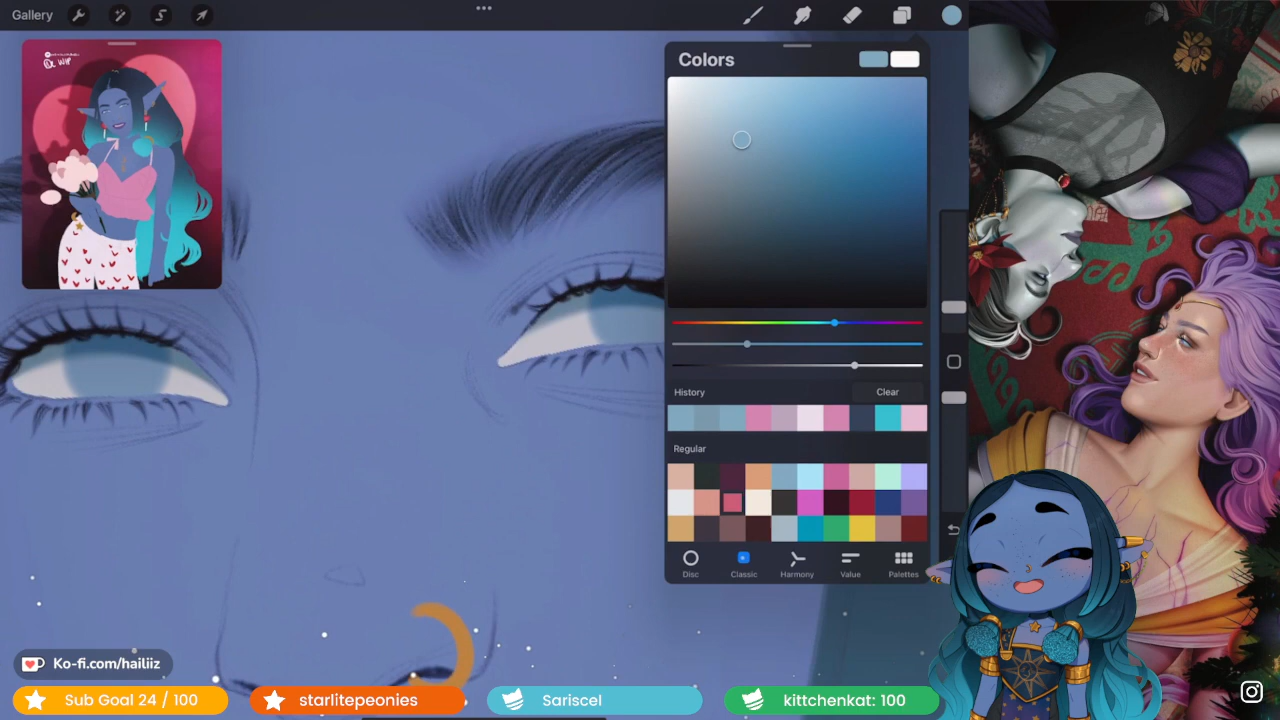 Gallery
WIP
Colors
History
Clear
Regular
Disc
Classic
Harmony
Value
Palettes
Ko-fi.com/hailiiz
Sub Goal 24 / 100
starlitepeonies
Sariscel
kittchenkat: 100